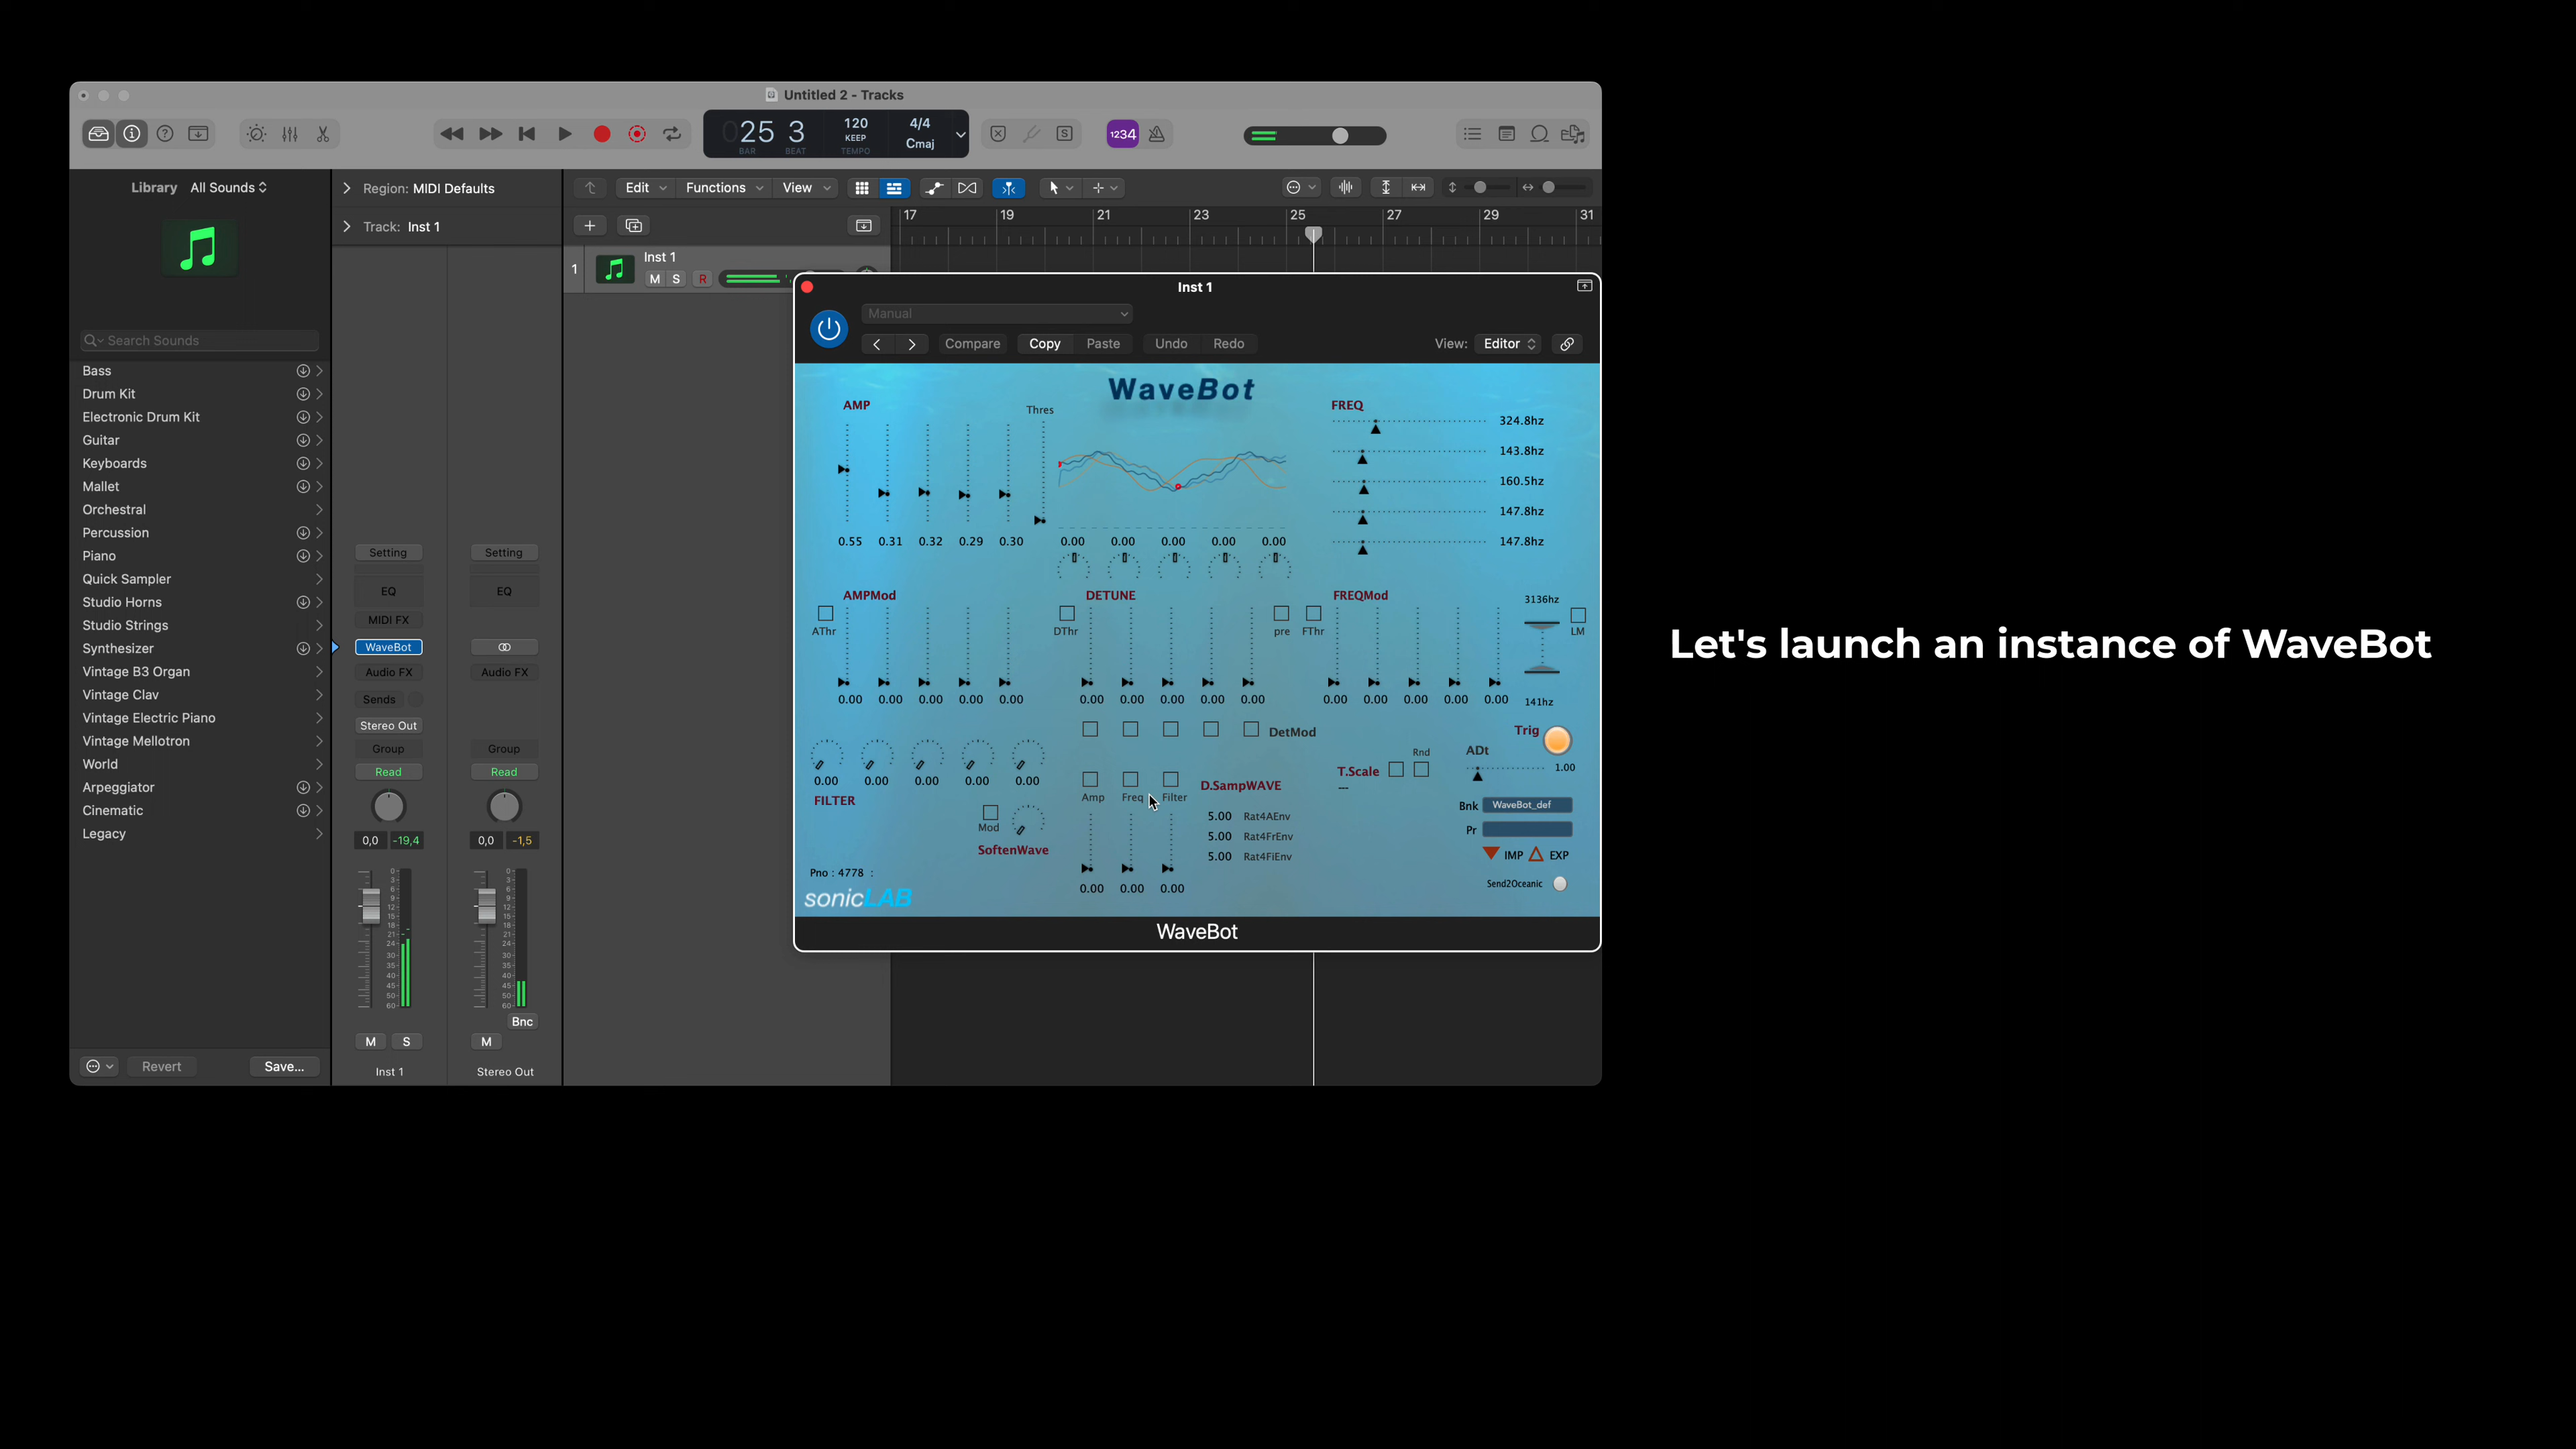 Untitled 2 - Tracks
025 3
BAR BEAT
120
KEEP
TEMPO
4/4
Cmaj
1234
Library All Sounds
Region: MIDI Defaults
Edit Functions View
Track: Inst 1
17 19 21 23 25 27 29 31
1
Inst 1
M S R
Search Sounds
Bass
Drum Kit
Electronic Drum Kit
Guitar
Keyboards
Mallet
Orchestral
Percussion
Piano
Quick Sampler
Studio Horns
Studio Strings
Synthesizer
Vintage B3 Organ
Vintage Clav
Vintage Electric Piano
Vintage Mellotron
World
Arpeggiator
Cinematic
Legacy
Revert Save...
Setting Setting
EQ EQ
MIDI FX
WaveBot
Audio FX Audio FX
Sends
Stereo Out
Group Group
Read Read
0,0 -19,4 0,0 -1,5
Bnc
M S M
Inst 1 Stereo Out
Inst 1
Manual
Compare Copy Paste Undo Redo
View: Editor
WaveBot
AMP
Thres
FREQ
324.8hz
143.8hz
160.5hz
147.8hz
147.8hz
0.55 0.31 0.32 0.29 0.30
0.00 0.00 0.00 0.00 0.00
AMPMod DETUNE FREQMod
3136hz
AThr DThr pre FThr LM
0.00 0.00 0.00 0.00 0.00
0.00 0.00 0.00 0.00 0.00
0.00 0.00 0.00 0.00 0.00
141hz
DetMod
Trig
ADt
1.00
Rnd
T.Scale
---
0.00 0.00 0.00 0.00 0.00
FILTER
Amp Freq Filter
D.SampWAVE
5.00 Rat4AEnv
5.00 Rat4FrEnv
5.00 Rat4FiEnv
Mod
SoftenWave
0.00 0.00 0.00
Bnk WaveBot_def
Pr
IMP EXP
Send2Oceanic
Pno : 4778 :
sonicLAB
WaveBot
Let's launch an instance of WaveBot